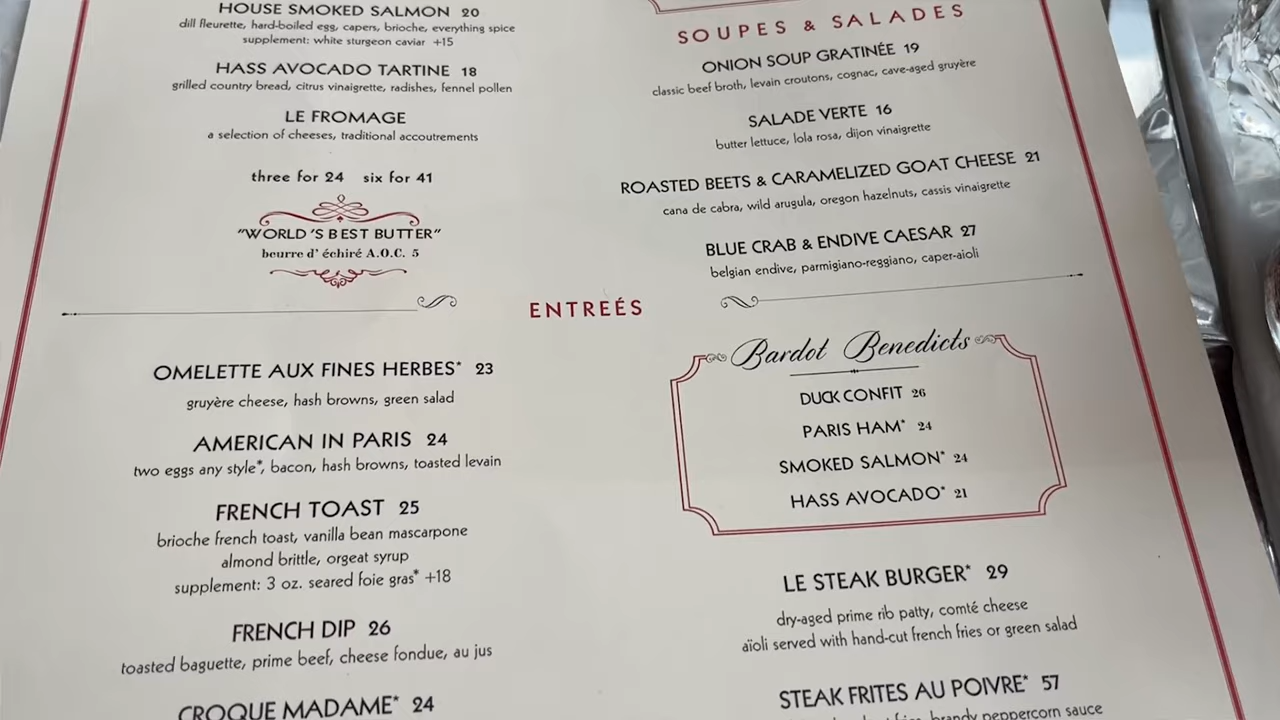 HOUSE SMOKED SALMON 20
dill fleurette, hard-boiled egg, capers, brioche, everything spice
supplement: white sturgeon caviar +15
HASS AVOCADO TARTINE 18
grilled country bread, citrus vinaigrette, radishes, fennel pollen
LE FROMAGE
a selection of cheeses, traditional accoutrements
three for 24 six for 41
"WORLD 'S BEST BUTTER"
beurre d' échiré A.O.C. 5
SOUPES & SALADES
ONION SOUP GRATINÉE 19
classic beef broth, levain croutons, cognac, cave-aged gruyère
SALADE VERTE 16
butter lettuce, lola rosa, dijon vinaigrette
ROASTED BEETS & CARAMELIZED GOAT CHEESE 21
cana de cabra, wild arugula, oregon hazelnuts, cassis vinaigrette
BLUE CRAB & ENDIVE CAESAR 27
belgian endive, parmigiano-reggiano, caper-aioli
ENTREÉS
OMELETTE AUX FINES HERBES* 23
gruyère cheese, hash browns, green salad
AMERICAN IN PARIS 24
two eggs any style*, bacon, hash browns, toasted levain
FRENCH TOAST 25
brioche french toast, vanilla bean mascarpone
almond brittle, orgeat syrup
supplement: 3 oz. seared foie gras* +18
FRENCH DIP 26
toasted baguette, prime beef, cheese fondue, au jus
CROQUE MADAME* 24
Bardot Benedicts
DUCK CONFIT 26
PARIS HAM* 24
SMOKED SALMON* 24
HASS AVOCADO* 21
LE STEAK BURGER* 29
dry-aged prime rib patty, comté cheese
aïoli served with hand-cut french fries or green salad
STEAK FRITES AU POIVRE* 57
brandy peppercorn sauce